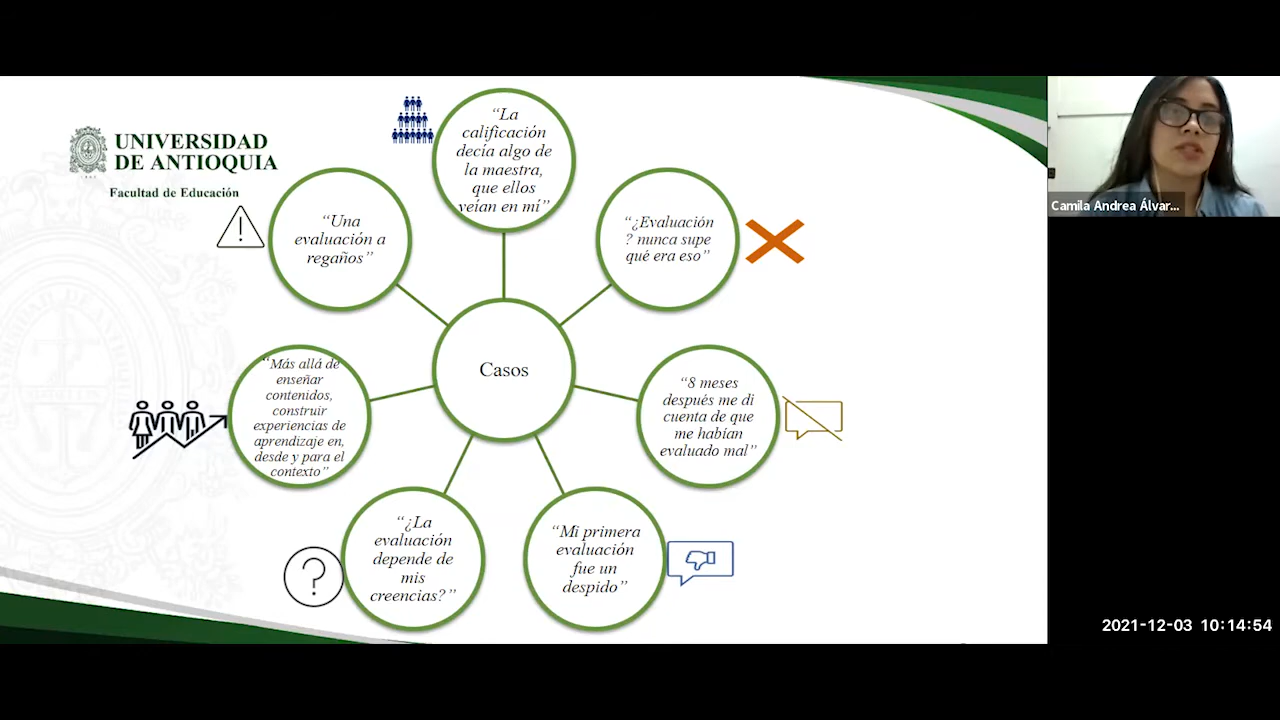 UNIVERSIDAD
DE ANTIOQUIA
Facultad de Educación
“La
calificación
decía algo de
la maestra,
que ellos
veían en mí”
“¿Evaluación
? nunca supe
qué era eso”
“8 meses
después me di
cuenta de que
me habían
evaluado mal”
“Mi primera
evaluación
fue un
despido”
“¿La
evaluación
depende de
mis
creencias?”
“Más allá de
enseñar
contenidos,
construir
experiencias de
aprendizaje en,
desde y para el
contexto”
“Una
evaluación a
regaños”
Casos
Camila Andrea Álvar...
2021-12-03 10:14:54